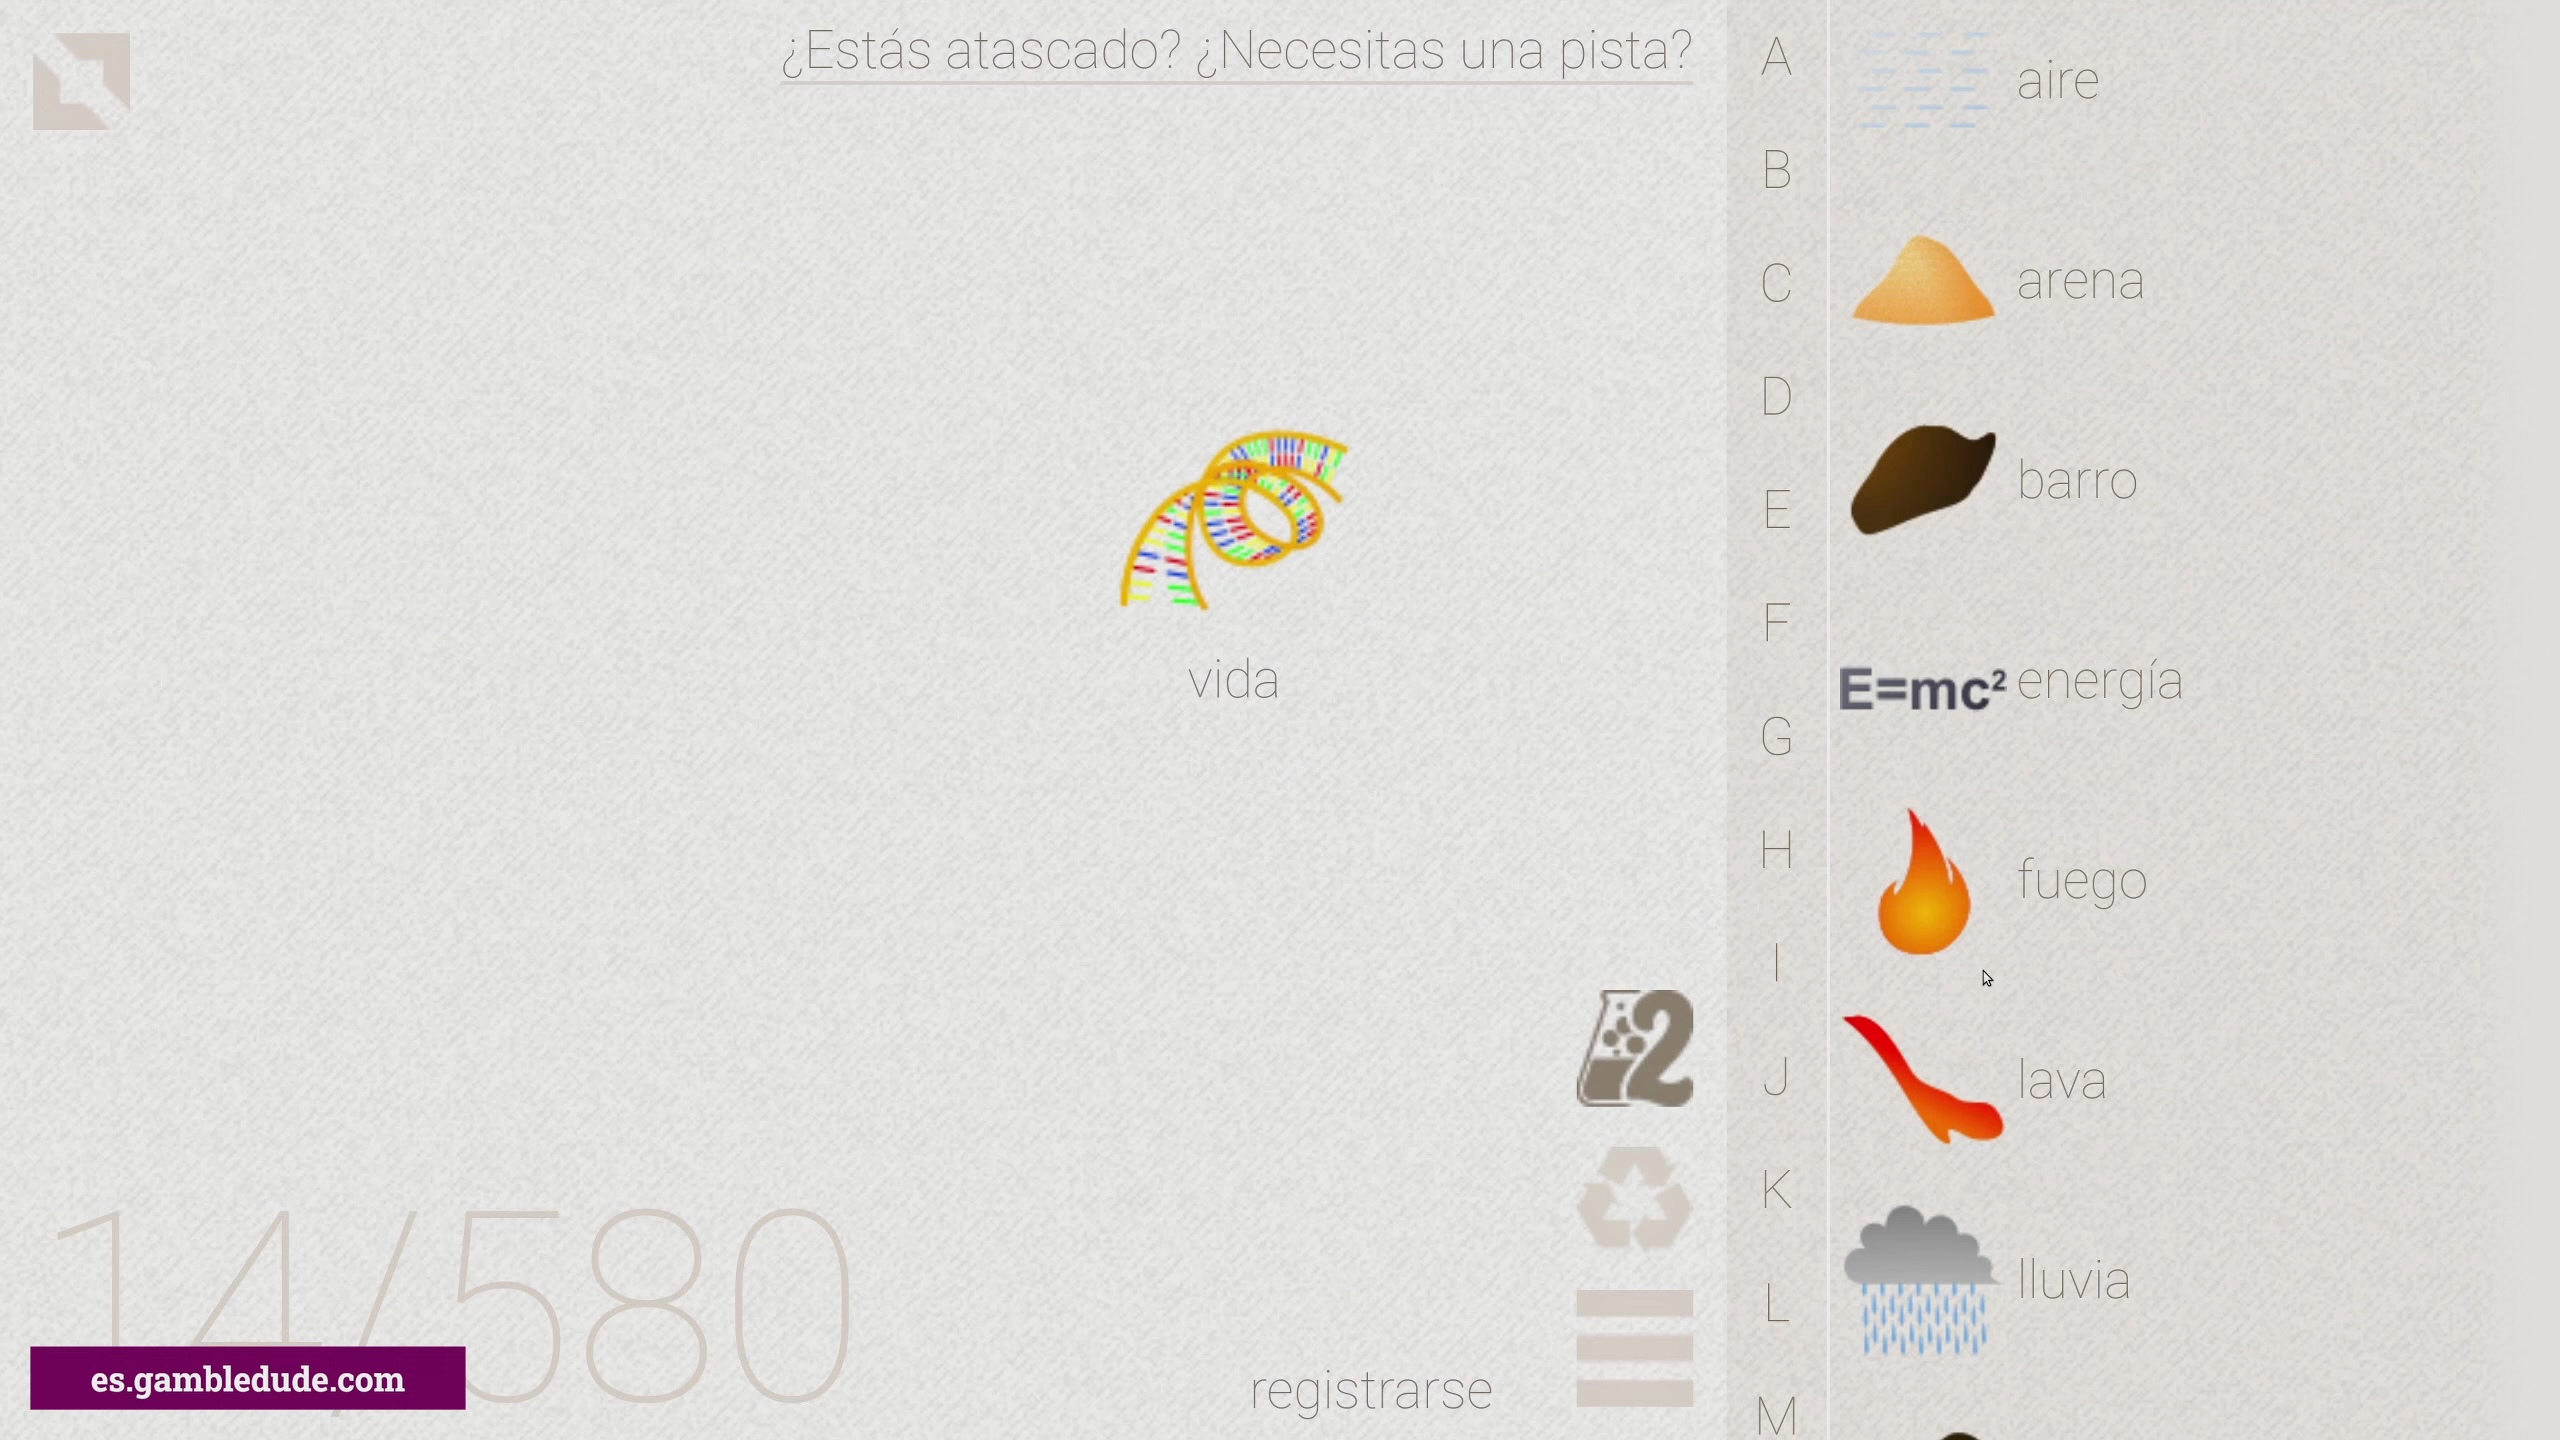 ¿Estás atascado? ¿Necesitas una pista?
vida
2
14/580
es.gambledude.com
registrarse
A
B
C
D
E
F
G
H
I
J
K
L
M
aire
arena
barro
E=mc² energía
fuego
lava
lluvia